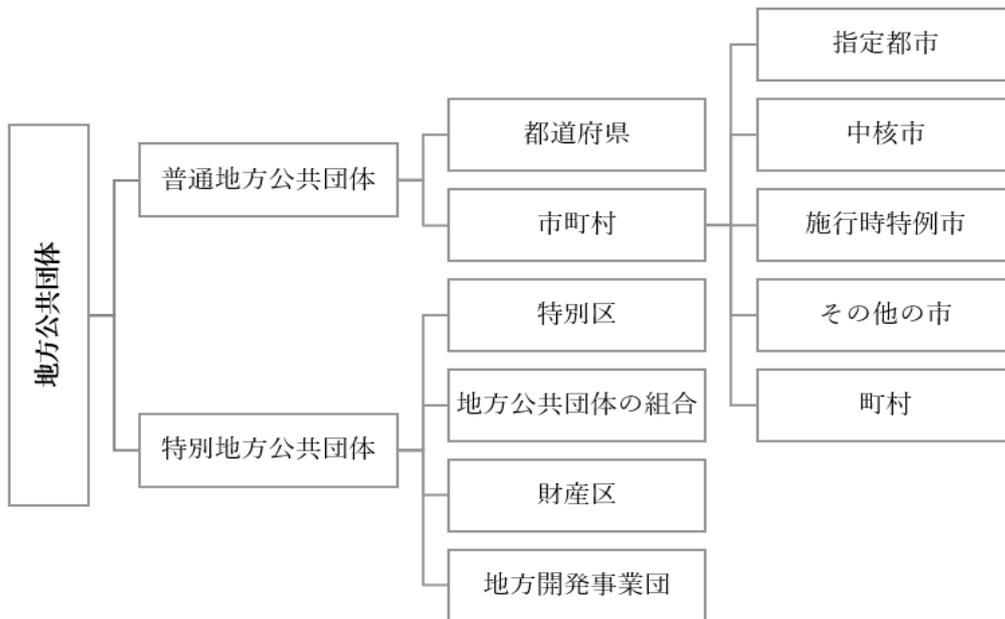 地方公共団体
普通地方公共団体
都道府県
市町村
指定都市
中核市
施行時特例市
その他の市
町村
特別地方公共団体
特別区
地方公共団体の組合
財産区
地方開発事業団